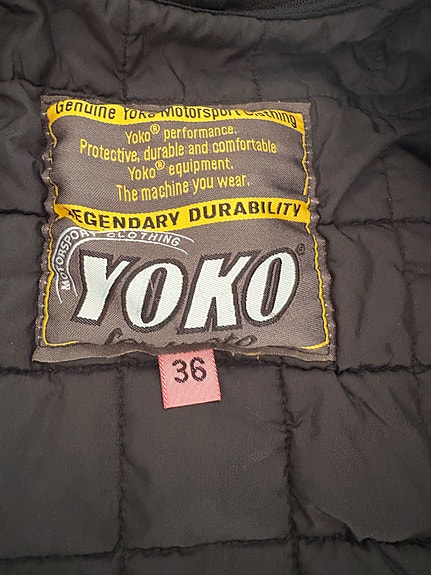 Genuine Yoko Motorsport Clothing
Yoko® performance.
Protective, durable and comfortable
Yoko® equipment.
The machine you wear.
LEGENDARY DURABILITY
MOTORSPORT CLOTHING
YOKO®
36